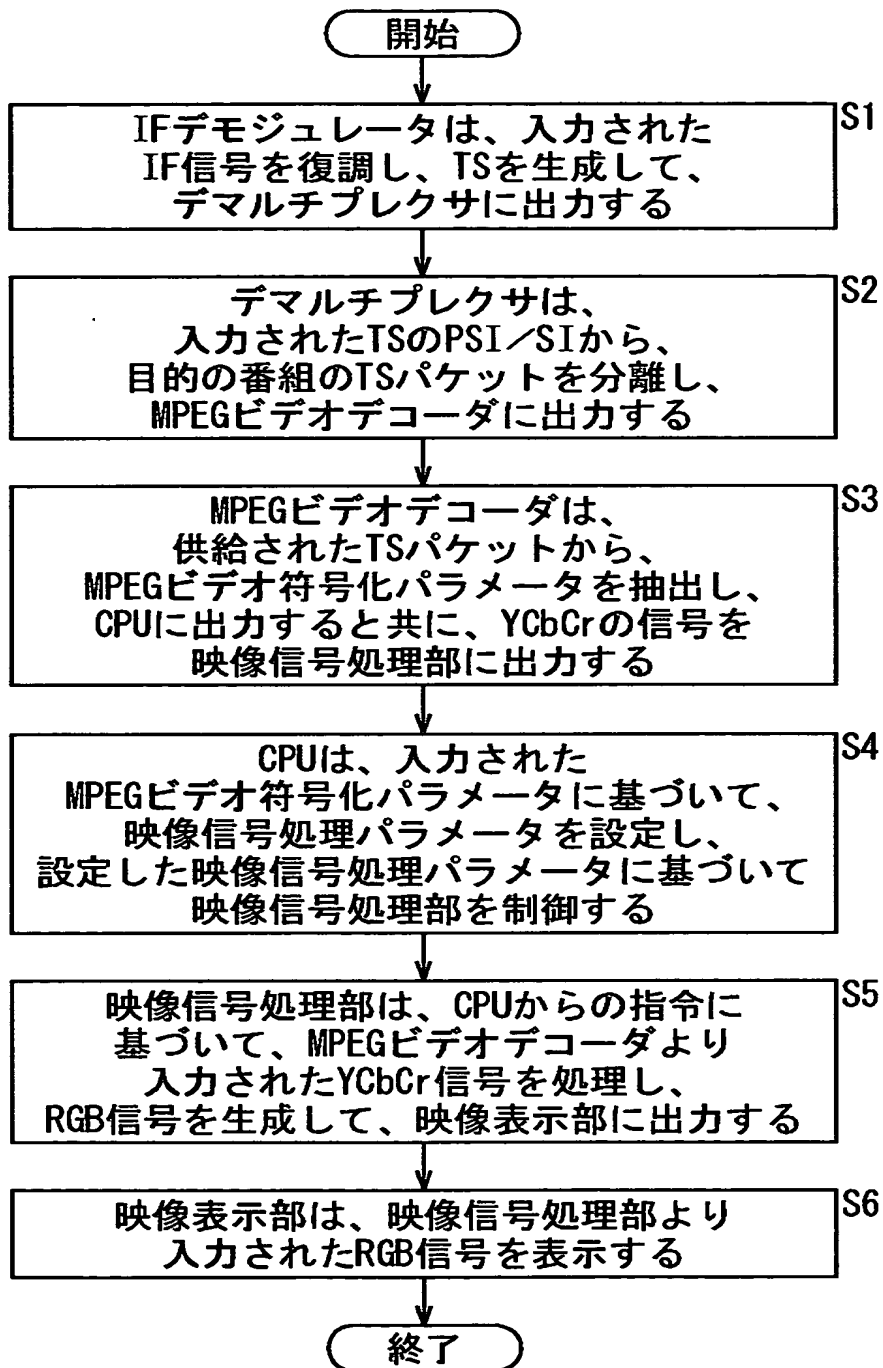 開始
S1
IFデモジュレータは、入力された
IF信号を復調し、TSを生成して、
デマルチプレクサに出力する
S2
デマルチプレクサは、
入力されたTSのPSI／SIから、
目的の番組のTSパケットを分離し、
MPEGビデオデコーダに出力する
S3
MPEGビデオデコーダは、
供給されたTSパケットから、
MPEGビデオ符号化パラメータを抽出し、
CPUに出力すると共に、YCbCrの信号を
映像信号処理部に出力する
S4
CPUは、入力された
MPEGビデオ符号化パラメータに基づいて、
映像信号処理パラメータを設定し、
設定した映像信号処理パラメータに基づいて
映像信号処理部を制御する
S5
映像信号処理部は、CPUからの指令に
基づいて、MPEGビデオデコーダより
入力されたYCbCr信号を処理し、
RGB信号を生成して、映像表示部に出力する
S6
映像表示部は、映像信号処理部より
入力されたRGB信号を表示する
終了